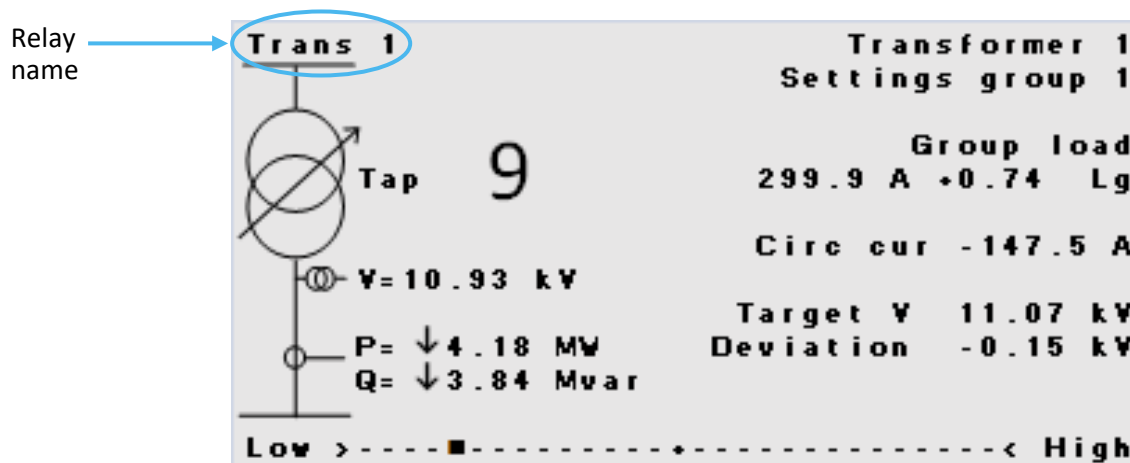 Relay
name
Trans 1
Transformer 1
Settings group 1
Group load
Tap 9
299.9 A +0.74 Lg
Circ cur -147.5 A
V=10.93 kV
Target V 11.07 kV
P= ↓4.18 MW
Deviation -0.15 kV
Q= ↓3.84 Mvar
Low >----■---------+--------------< High